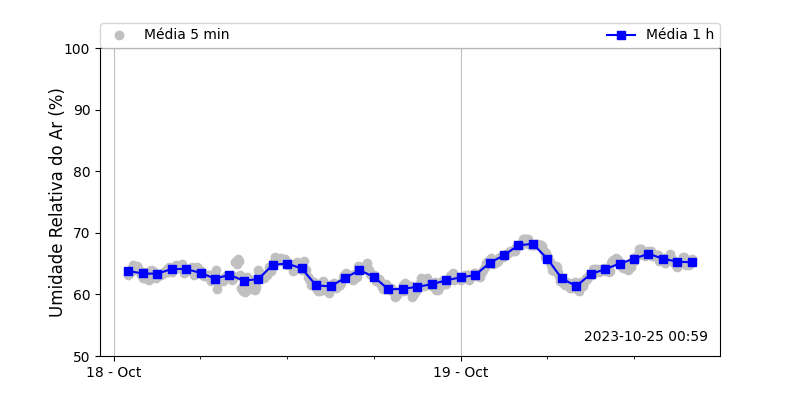 Média 5 min
Média 1 h
Umidade Relativa do Ar (%)
100
90
80
70
60
50
2023-10-25 00:59
18 - Oct
19 - Oct